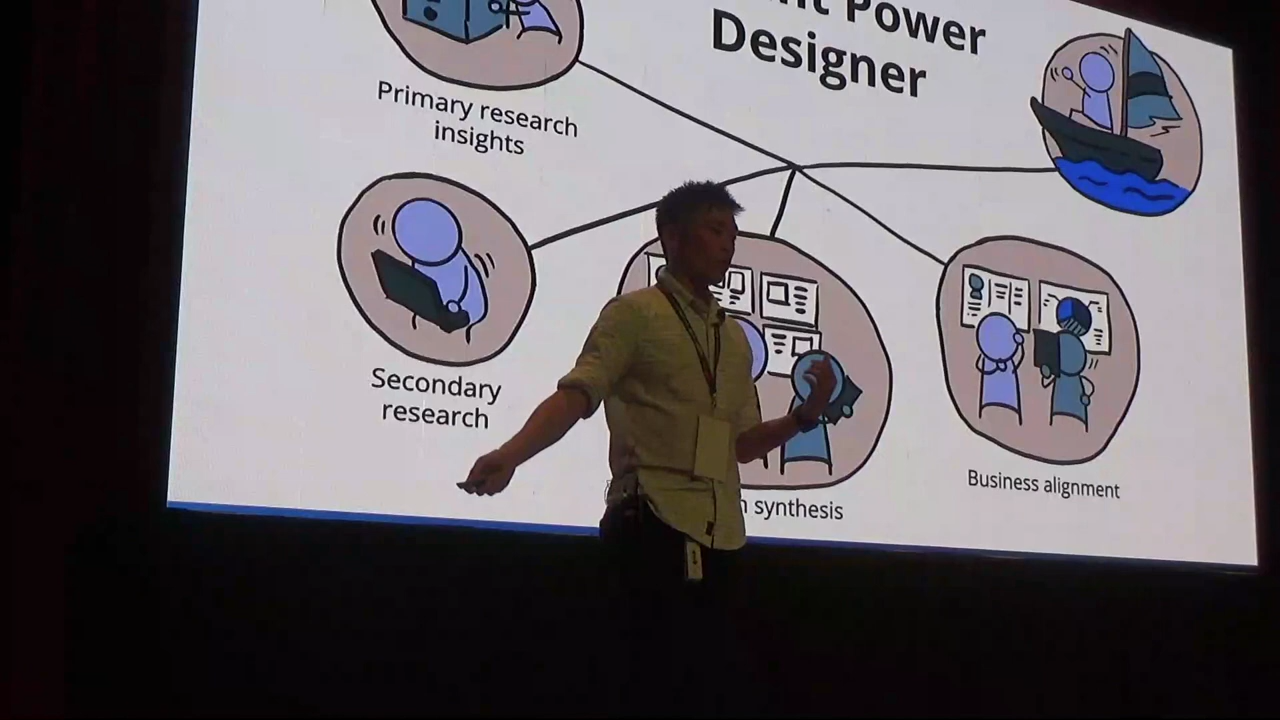 Power
Designer
Primary research
insights
Secondary
research
synthesis
Business alignment